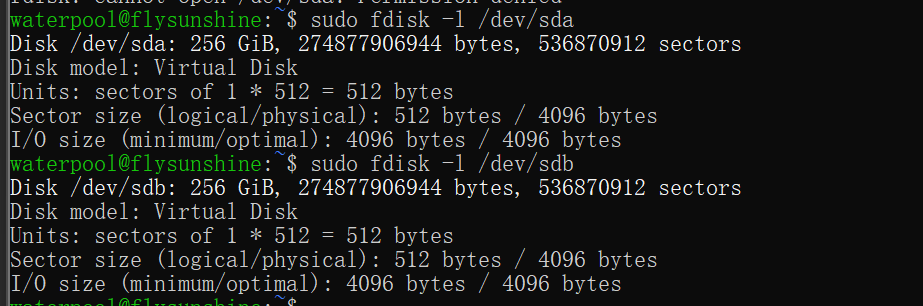 fdisk: cannot open /dev/sda: Permission denied
waterpool@flysunshine:~$ sudo fdisk -l /dev/sda
Disk /dev/sda: 256 GiB, 274877906944 bytes, 536870912 sectors
Disk model: Virtual Disk
Units: sectors of 1 * 512 = 512 bytes
Sector size (logical/physical): 512 bytes / 4096 bytes
I/O size (minimum/optimal): 4096 bytes / 4096 bytes
waterpool@flysunshine:~$ sudo fdisk -l /dev/sdb
Disk /dev/sdb: 256 GiB, 274877906944 bytes, 536870912 sectors
Disk model: Virtual Disk
Units: sectors of 1 * 512 = 512 bytes
Sector size (logical/physical): 512 bytes / 4096 bytes
I/O size (minimum/optimal): 4096 bytes / 4096 bytes
waterpool@flysunshine:~$